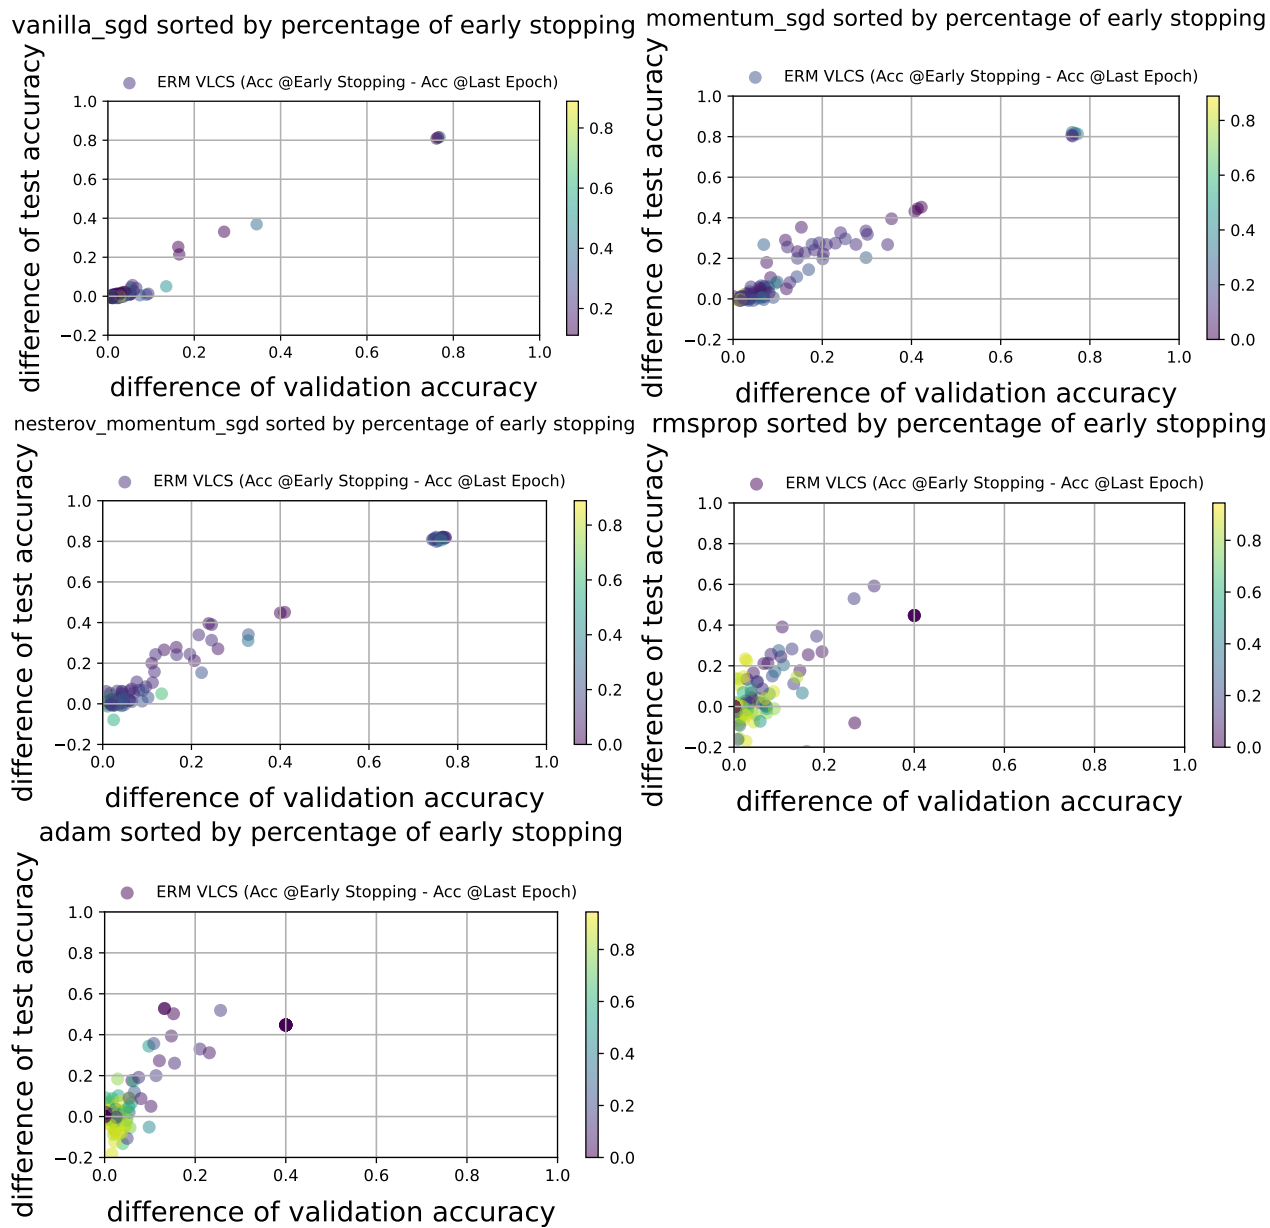 vanilla_sgd sorted by percentage of early stopping
ERM VLCS (Acc @Early Stopping - Acc @Last Epoch)
difference of test accuracy
1.0
0.8
0.6
0.4
0.2
0.0
−0.2
0.0 0.2 0.4 0.6 0.8 1.0
difference of validation accuracy
0.8
0.6
0.4
0.2
momentum_sgd sorted by percentage of early stopping
ERM VLCS (Acc @Early Stopping - Acc @Last Epoch)
difference of test accuracy
1.0
0.8
0.6
0.4
0.2
0.0
−0.2
0.0 0.2 0.4 0.6 0.8 1.0
difference of validation accuracy
0.8
0.6
0.4
0.2
0.0
nesterov_momentum_sgd sorted by percentage of early stopping
ERM VLCS (Acc @Early Stopping - Acc @Last Epoch)
difference of test accuracy
1.0
0.8
0.6
0.4
0.2
0.0
−0.2
0.0 0.2 0.4 0.6 0.8 1.0
difference of validation accuracy
0.8
0.6
0.4
0.2
0.0
rmsprop sorted by percentage of early stopping
ERM VLCS (Acc @Early Stopping - Acc @Last Epoch)
difference of test accuracy
1.0
0.8
0.6
0.4
0.2
0.0
−0.2
0.0 0.2 0.4 0.6 0.8 1.0
difference of validation accuracy
0.8
0.6
0.4
0.2
0.0
adam sorted by percentage of early stopping
ERM VLCS (Acc @Early Stopping - Acc @Last Epoch)
difference of test accuracy
1.0
0.8
0.6
0.4
0.2
0.0
−0.2
0.0 0.2 0.4 0.6 0.8 1.0
difference of validation accuracy
0.8
0.6
0.4
0.2
0.0